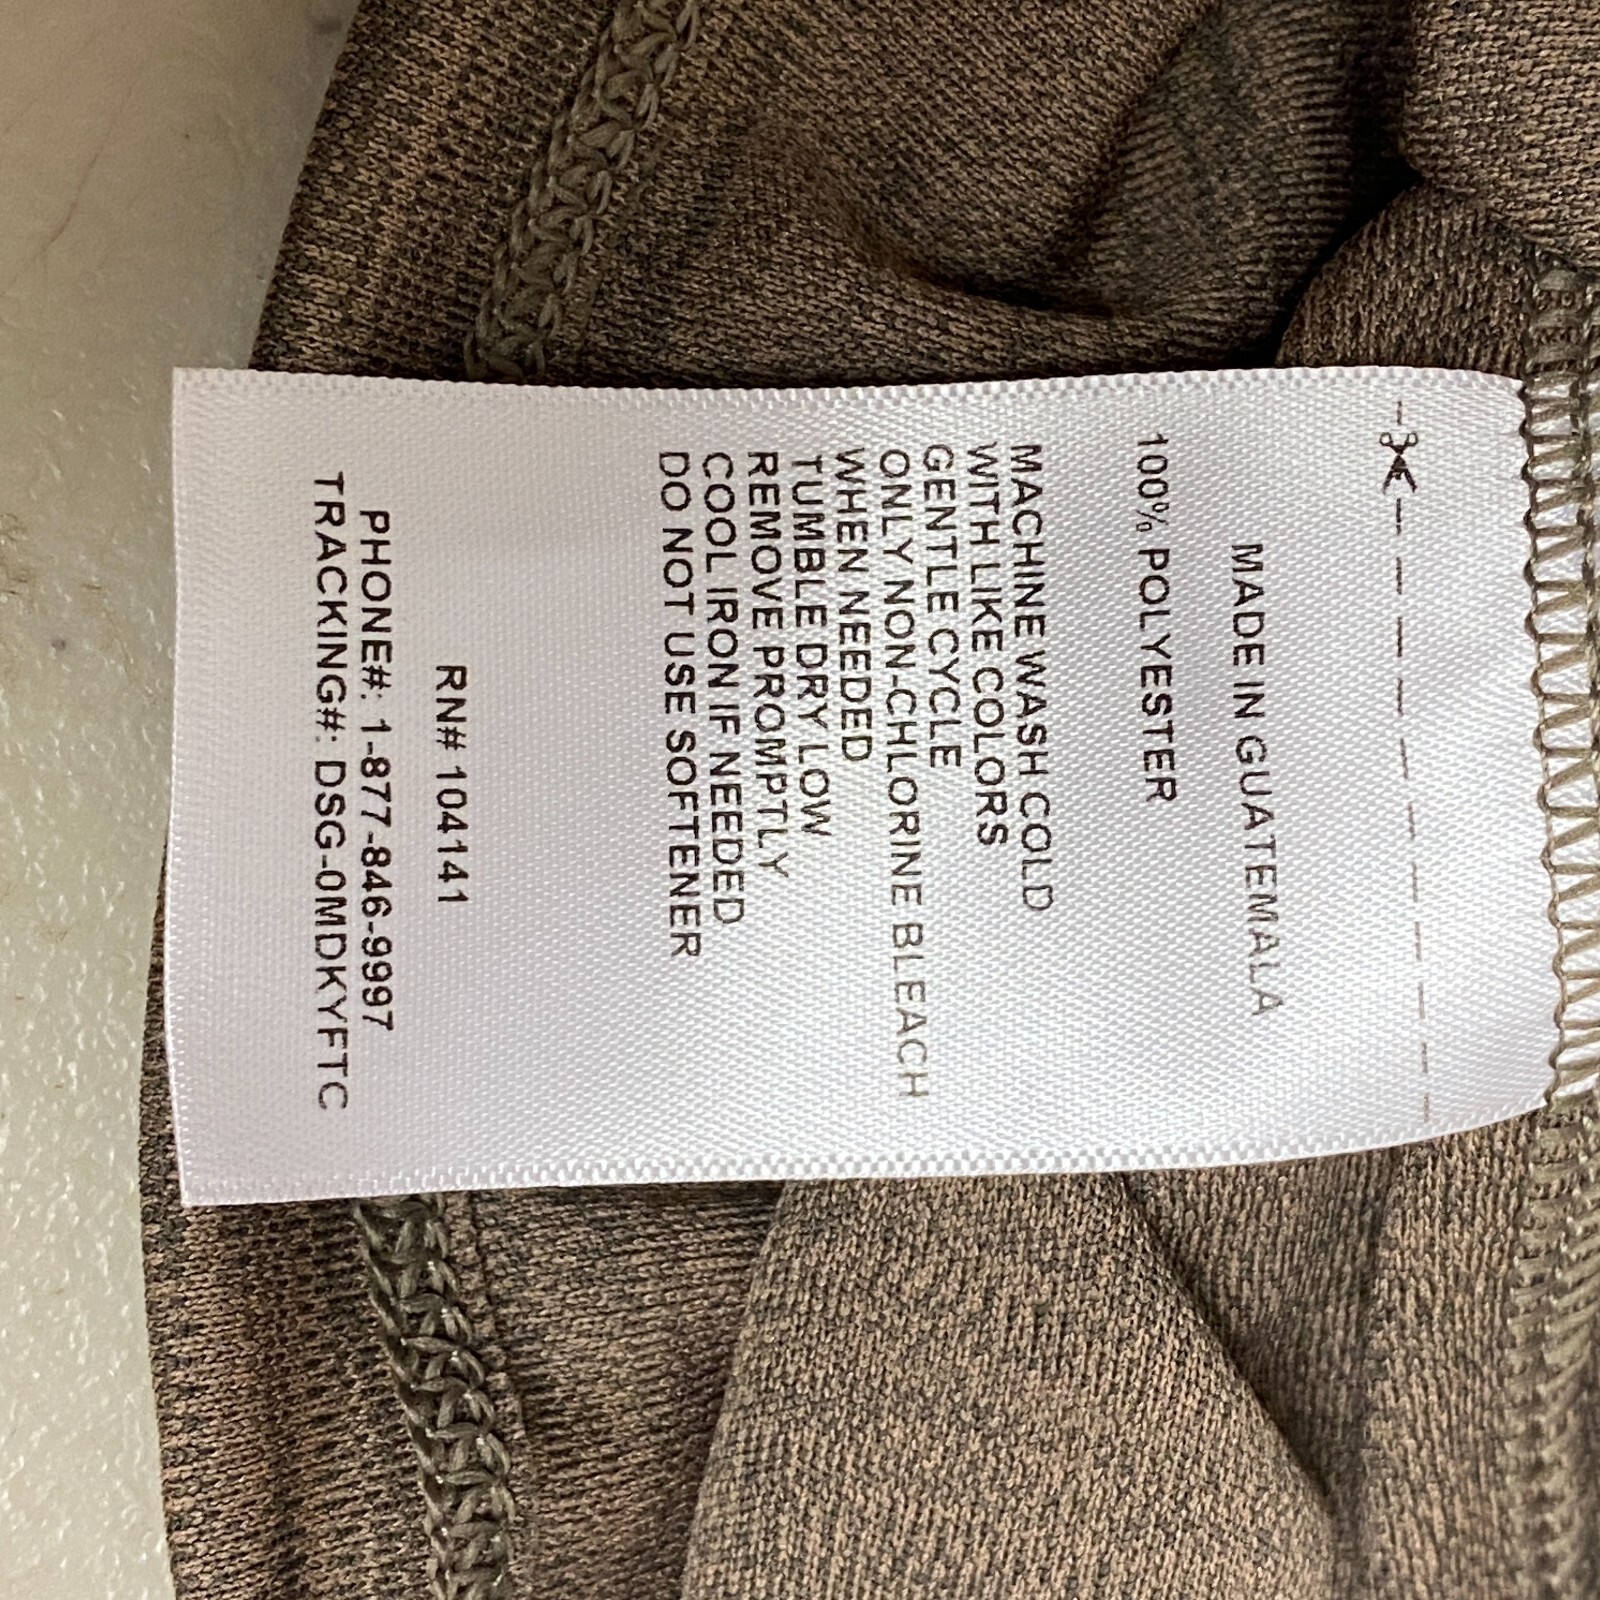 MADE IN GUATEMALA
100% POLYESTER
MACHINE WASH COLD
WITH LIKE COLORS
GENTLE CYCLE
ONLY NON-CHLORINE BLEACH
WHEN NEEDED
TUMBLE DRY LOW
REMOVE PROMPTLY
COOL IRON IF NEEDED
DO NOT USE SOFTENER
RN# 104141
PHONE#: 1-877-846-9997
TRACKING#: DSG-0MDKYFTC